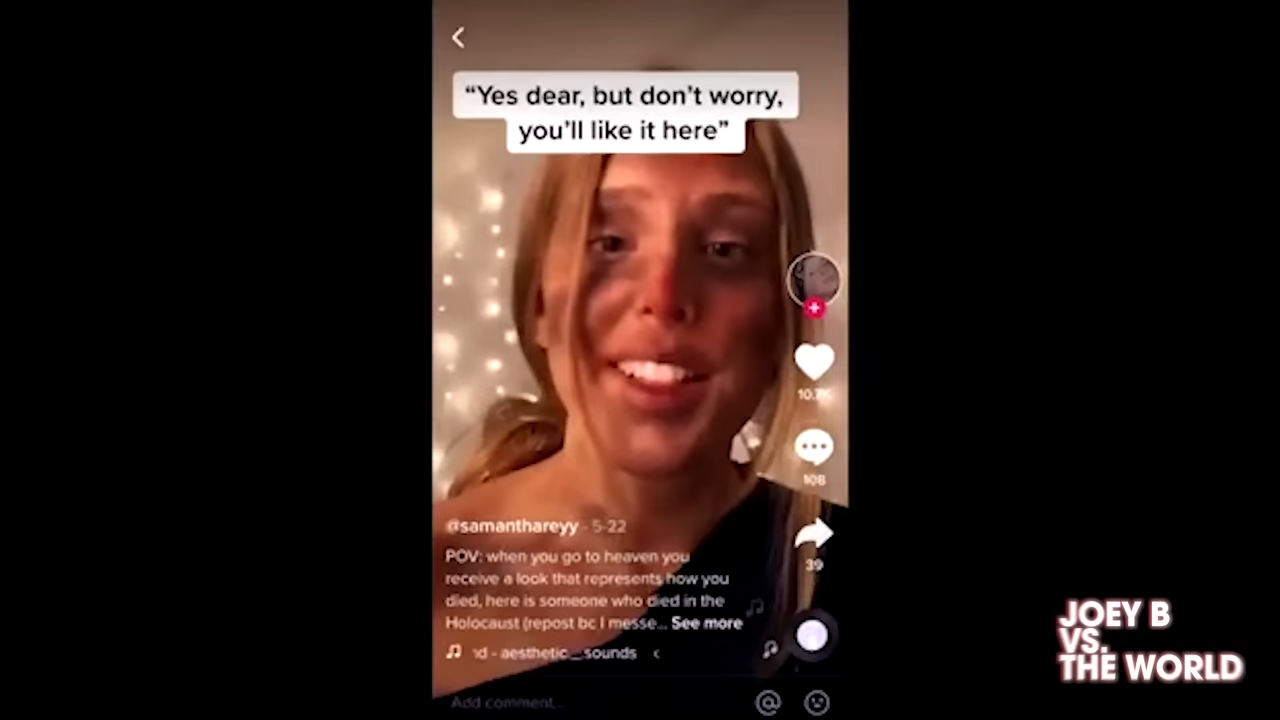 “Yes dear, but don’t worry,
you’ll like it here”
10.7K
108
39
@samanthareyy · 5-22
POV: when you go to heaven you
receive a look that represents how you
died, here is someone who died in the
Holocaust (repost bc I messe... See more
nd - aesthetic__sounds
Add comment...
JOEY B
VS.
THE WORLD